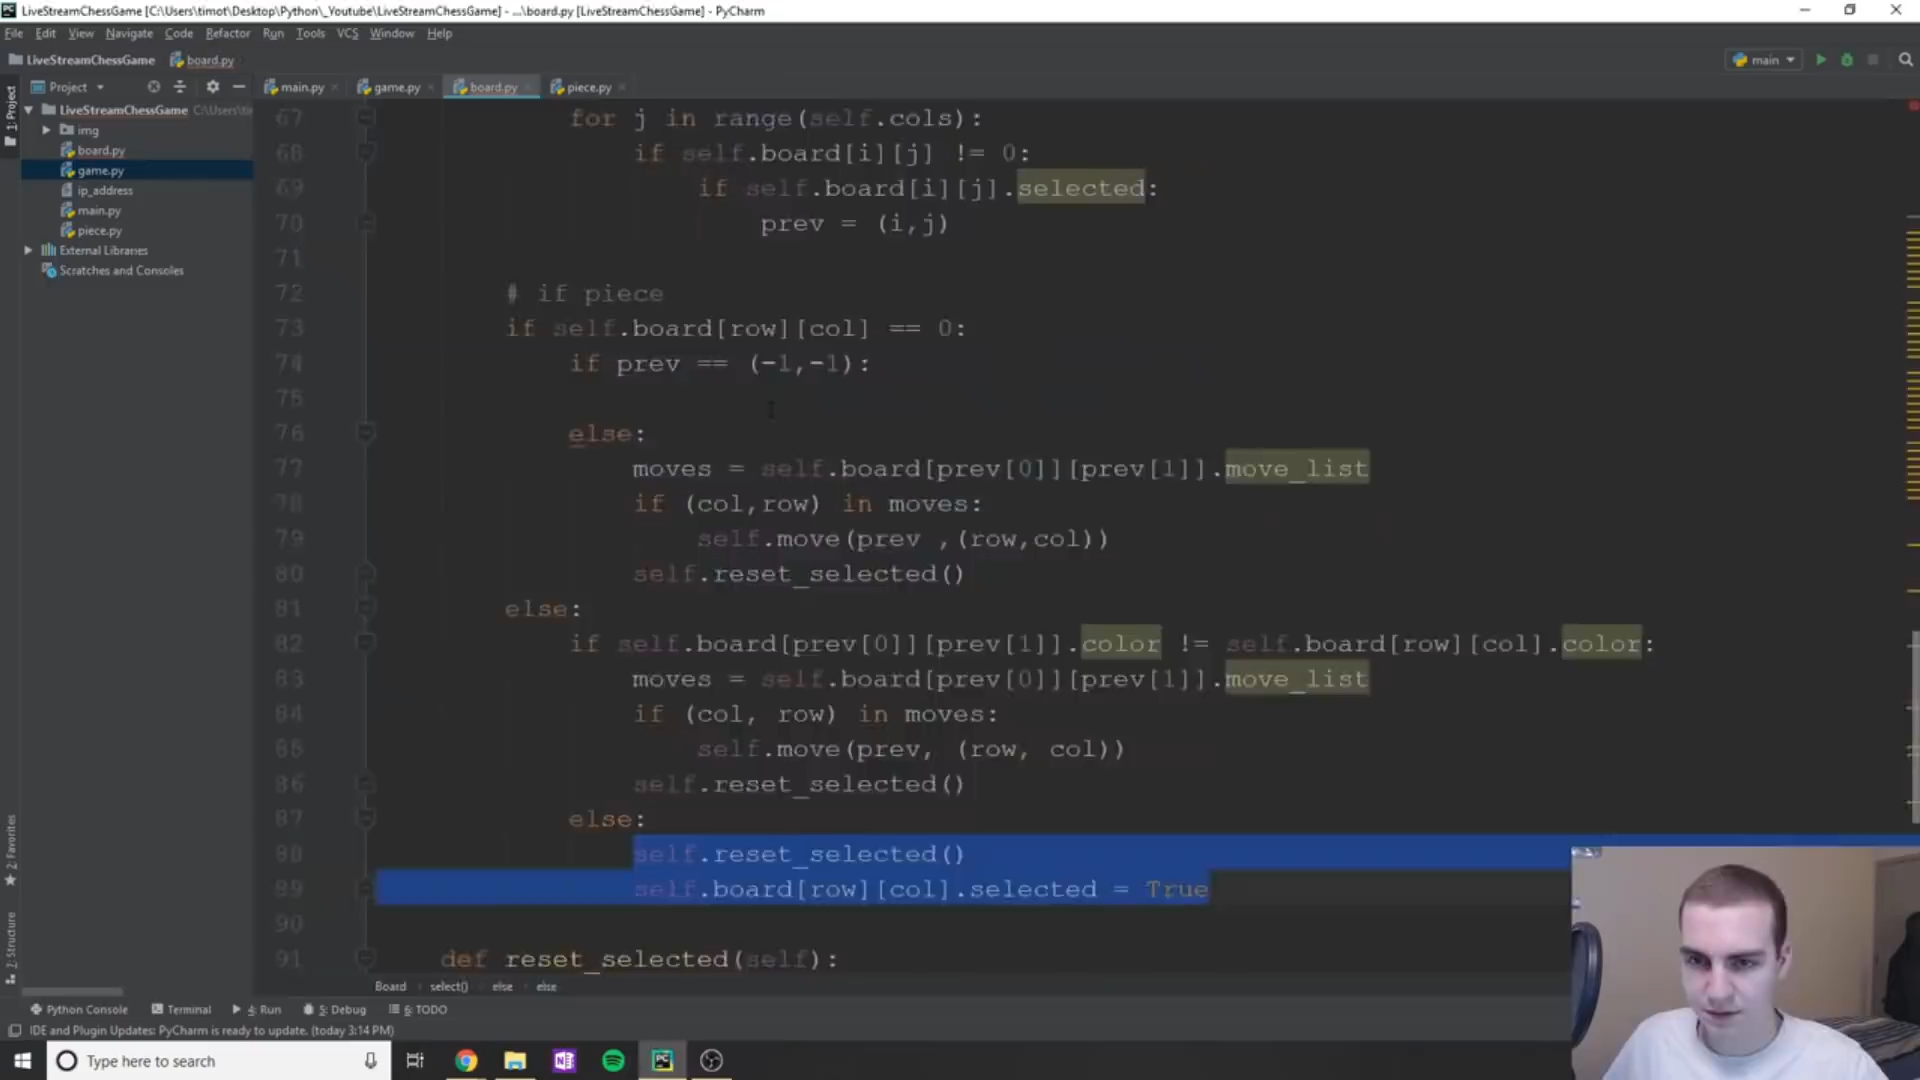 LiveStreamChessGame [C:\Users\timot\Desktop\Python\_Youtube\LiveStreamChessGame] - ...\board.py [LiveStreamChessGame] - PyCharm
File Edit View Navigate Code Refactor Run Tools VCS Window Help
LiveStreamChessGame board.py main
Project main.py game.py board.py piece.py
1: Project
LiveStreamChessGame C:\Users\tim
img
board.py
game.py
ip_address
main.py
piece.py
External Libraries
Scratches and Consoles
67 for j in range(self.cols):
68 if self.board[i][j] != 0:
69 if self.board[i][j].selected:
70 prev = (i,j)
71
72 # if piece
73 if self.board[row][col] == 0:
74 if prev == (-1,-1):
75
76 else:
77 moves = self.board[prev[0]][prev[1]].move_list
78 if (col,row) in moves:
79 self.move(prev ,(row,col))
80 self.reset_selected()
81 else:
82 if self.board[prev[0]][prev[1]].color != self.board[row][col].color:
83 moves = self.board[prev[0]][prev[1]].move_list
84 if (col, row) in moves:
85 self.move(prev, (row, col))
86 self.reset_selected()
87 else:
88 self.reset_selected()
89 self.board[row][col].selected = True
90
91 def reset_selected(self):
2: Favorites
7: Structure
Board select() else else
Python Console Terminal 4: Run 5: Debug 6: TODO
IDE and Plugin Updates: PyCharm is ready to update. (today 3:14 PM)
Type here to search